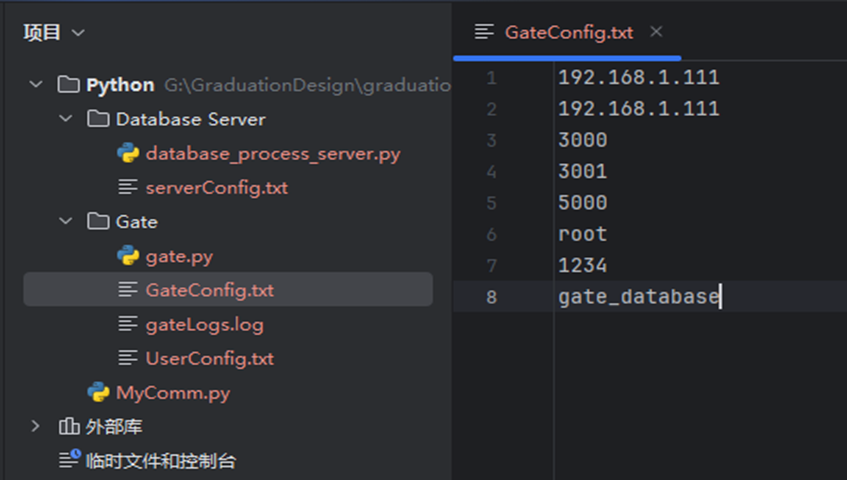 项目
Python G:\GraduationDesign\graduatio
Database Server
database_process_server.py
serverConfig.txt
Gate
gate.py
GateConfig.txt
gateLogs.log
UserConfig.txt
MyComm.py
外部库
临时文件和控制台
GateConfig.txt
1 192.168.1.111
2 192.168.1.111
3 3000
4 3001
5 5000
6 root
7 1234
8 gate_database